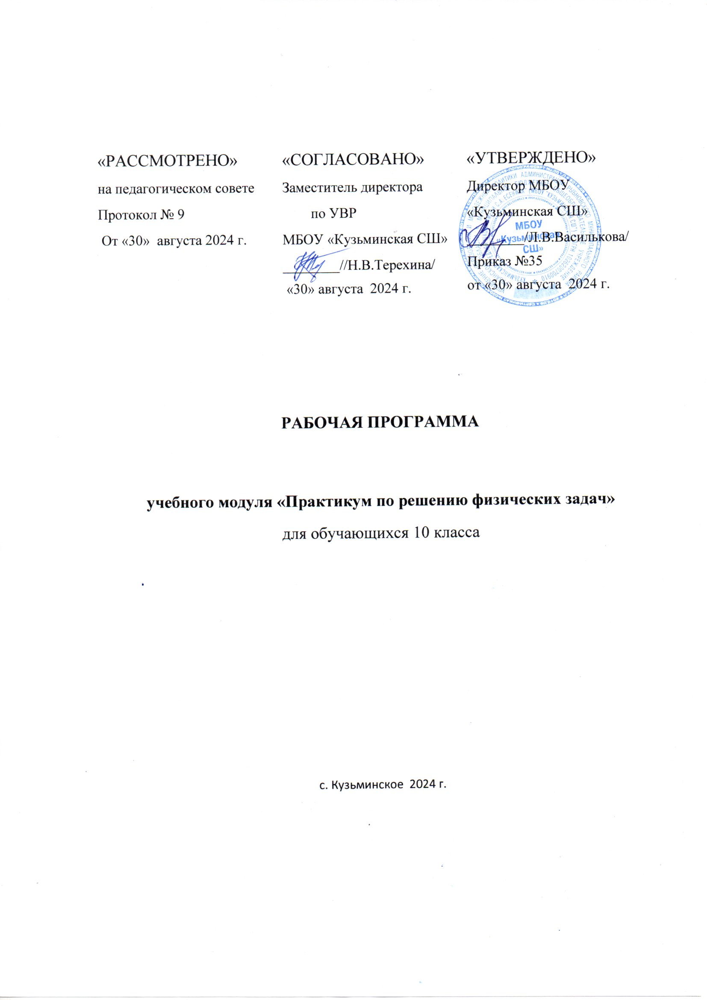 «РАССМОТРЕНО»
на педагогическом совете
Протокол № 9
От «30» августа 2024 г.
«СОГЛАСОВАНО»
Заместитель директора
по УВР
МБОУ «Кузьминская СШ»
________//Н.В.Терехина/
«30» августа 2024 г.
«УТВЕРЖДЕНО»
Директор МБОУ
«Кузьминская СШ»
________/Л.В.Василькова/
Приказ №35
от «30» августа 2024 г.
МБОУ
«Кузьминская
СШ»
РАБОЧАЯ ПРОГРАММА
учебного модуля «Практикум по решению физических задач»
для обучающихся 10 класса
с. Кузьминское 2024 г.